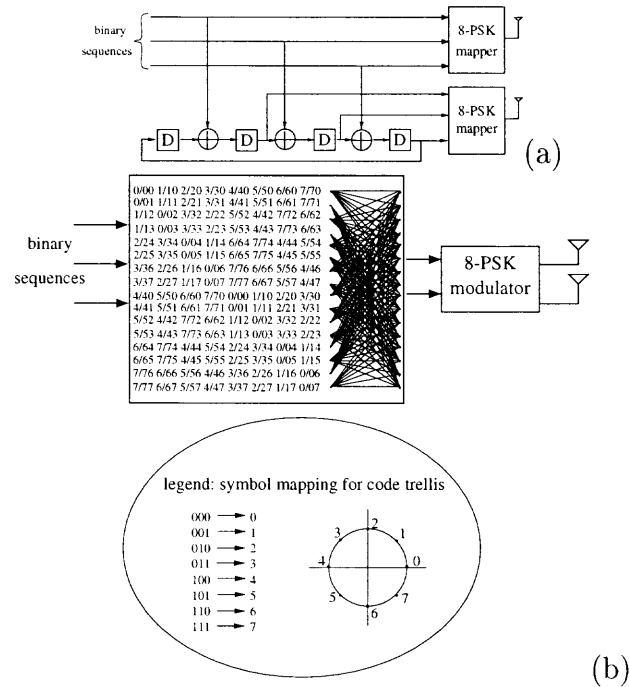 binary
sequences
8-PSK
mapper
8-PSK
mapper
D
D
D
D
(a)
0/00 1/10 2/20 3/30 4/40 5/50 6/60 7/70
0/01 1/11 2/21 3/31 4/41 5/51 6/61 7/71
1/12 0/02 3/32 2/22 5/52 4/42 7/72 6/62
1/13 0/03 3/33 2/23 5/53 4/43 7/73 6/63
2/24 3/34 0/04 1/14 6/64 7/74 4/44 5/54
2/25 3/35 0/05 1/15 6/65 7/75 4/45 5/55
3/36 2/26 1/16 0/06 7/76 6/66 5/56 4/46
3/37 2/27 1/17 0/07 7/77 6/67 5/57 4/47
4/40 5/50 6/60 7/70 0/00 1/10 2/20 3/30
4/41 5/51 6/61 7/71 0/01 1/11 2/21 3/31
5/52 4/42 7/72 6/62 1/12 0/02 3/32 2/22
5/53 4/43 7/73 6/63 1/13 0/03 3/33 2/23
6/64 7/74 4/44 5/54 2/24 3/34 0/04 1/14
6/65 7/75 4/45 5/55 2/25 3/35 0/05 1/15
7/76 6/66 5/56 4/46 3/36 2/26 1/16 0/06
7/77 6/67 5/57 4/47 3/37 2/27 1/17 0/07
binary
sequences
8-PSK
modulator
legend: symbol mapping for code trellis
000 0
001 1
010 2
011 3
100 4
101 5
110 6
111 7
2
3
1
4
0
5
7
6
(b)